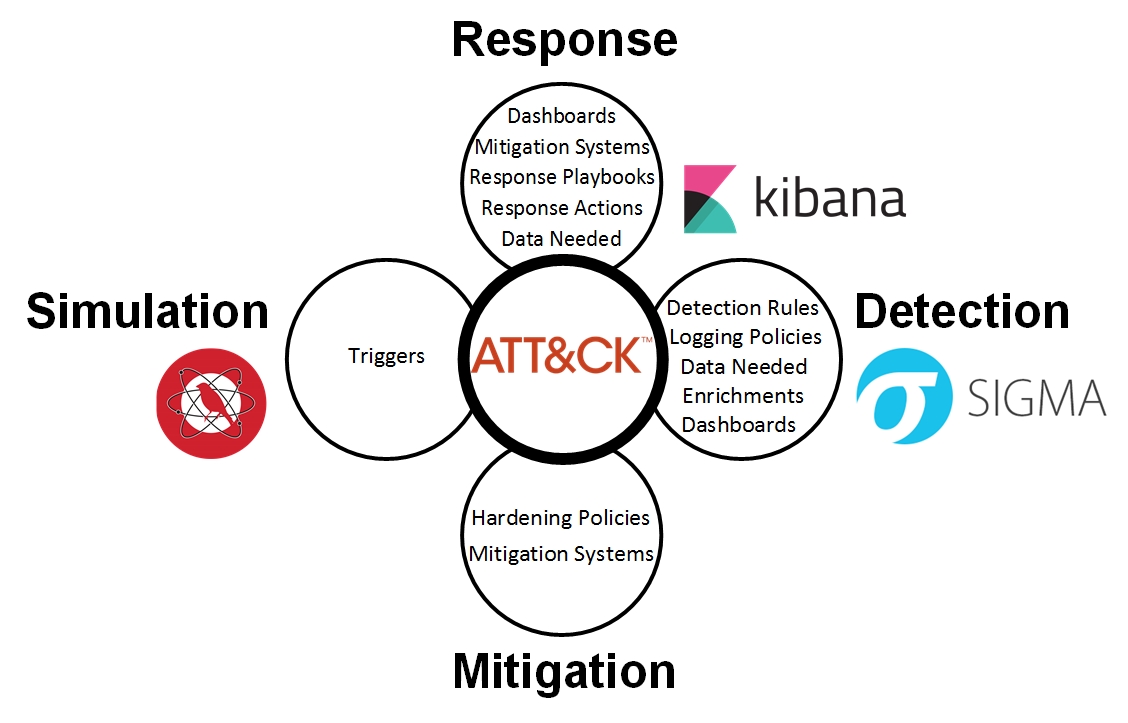 Response
Dashboards
Mitigation Systems
Response Playbooks
Response Actions
Data Needed
kibana
Simulation
Triggers
ATT&CK™
Detection Rules
Logging Policies
Data Needed
Enrichments
Dashboards
Detection
SIGMA
Hardening Policies
Mitigation Systems
Mitigation